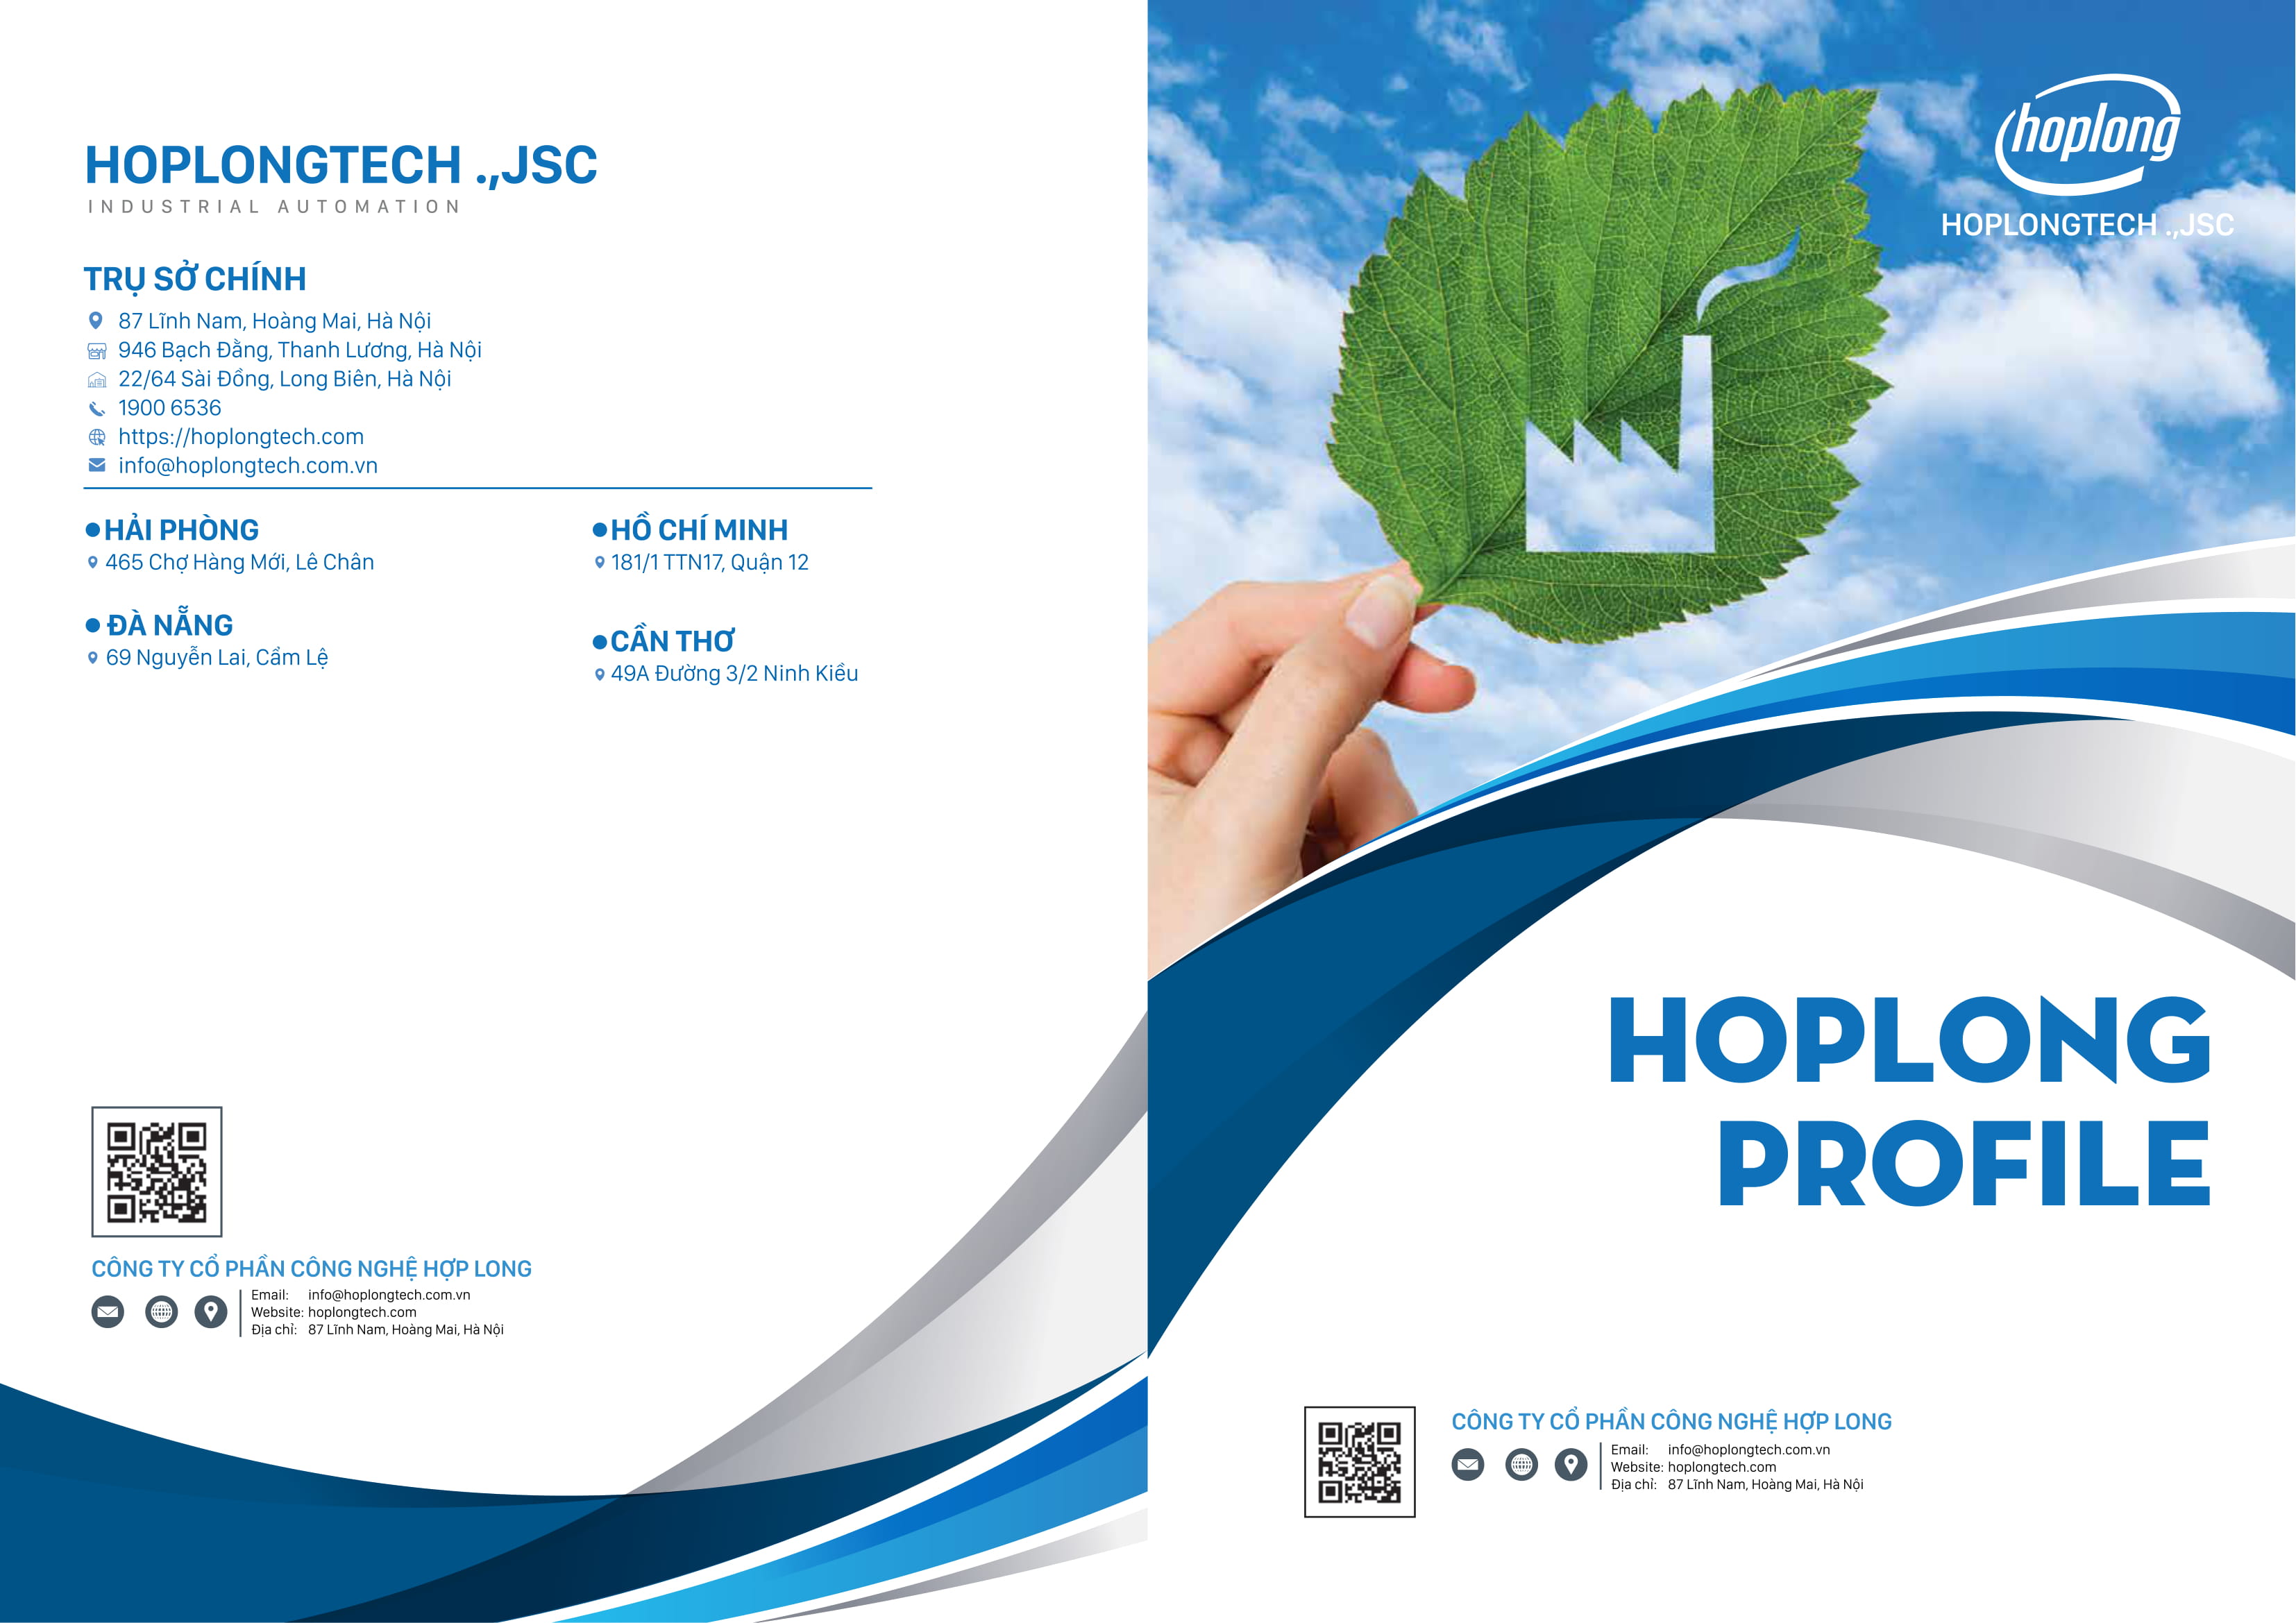 HOPLONGTECH .,JSC
INDUSTRIAL AUTOMATION
TRỤ SỞ CHÍNH
87 Lĩnh Nam, Hoàng Mai, Hà Nội
946 Bạch Đằng, Thanh Lương, Hà Nội
22/64 Sài Đồng, Long Biên, Hà Nội
1900 6536
https://hoplongtech.com
info@hoplongtech.com.vn
HẢI PHÒNG
465 Chợ Hàng Mới, Lê Chân
ĐÀ NẴNG
69 Nguyễn Lai, Cẩm Lệ
HỒ CHÍ MINH
181/1 TTN17, Quận 12
CẦN THƠ
49A Đường 3/2 Ninh Kiều
CÔNG TY CỔ PHẦN CÔNG NGHỆ HỢP LONG
Email: info@hoplongtech.com.vn
Website: hoplongtech.com
Địa chỉ: 87 Lĩnh Nam, Hoàng Mai, Hà Nội
hoplong
HOPLONGTECH .,JSC
HOPLONG
PROFILE
CÔNG TY CỔ PHẦN CÔNG NGHỆ HỢP LONG
Email: info@hoplongtech.com.vn
Website: hoplongtech.com
Địa chỉ: 87 Lĩnh Nam, Hoàng Mai, Hà Nội